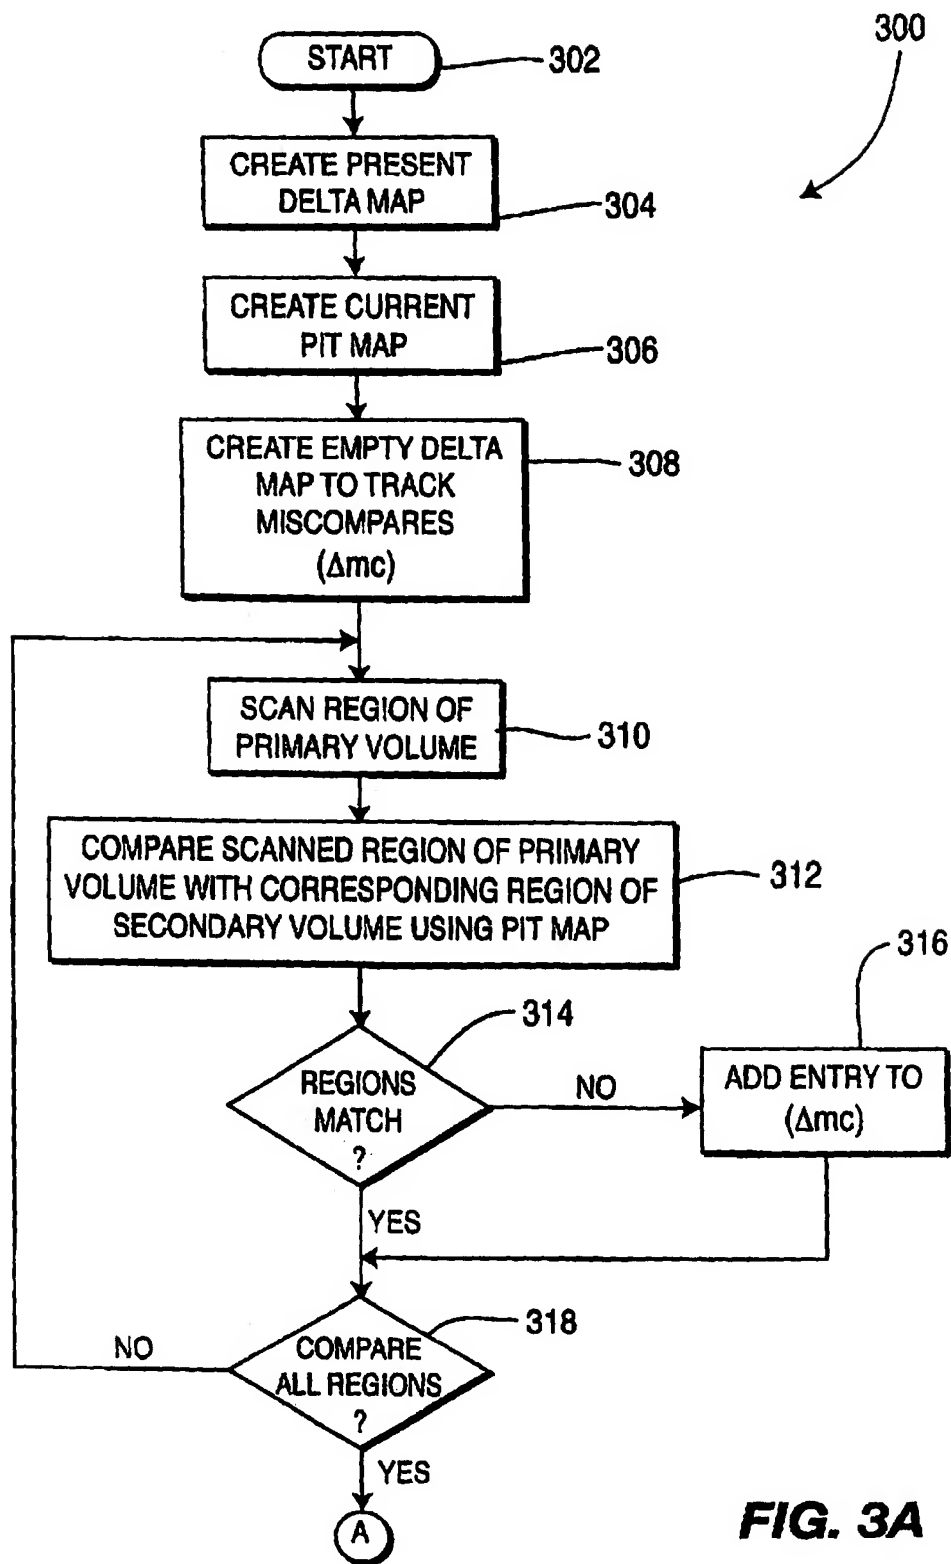 300
START
302
CREATE PRESENT
DELTA MAP
304
CREATE CURRENT
PIT MAP
306
CREATE EMPTY DELTA
MAP TO TRACK
MISCOMPARES
(Δmc)
308
SCAN REGION OF
PRIMARY VOLUME
310
COMPARE SCANNED REGION OF PRIMARY
VOLUME WITH CORRESPONDING REGION OF
SECONDARY VOLUME USING PIT MAP
312
314
REGIONS
MATCH
?
NO
316
ADD ENTRY TO
(Δmc)
YES
318
COMPARE
ALL REGIONS
?
NO
YES
A
FIG. 3A